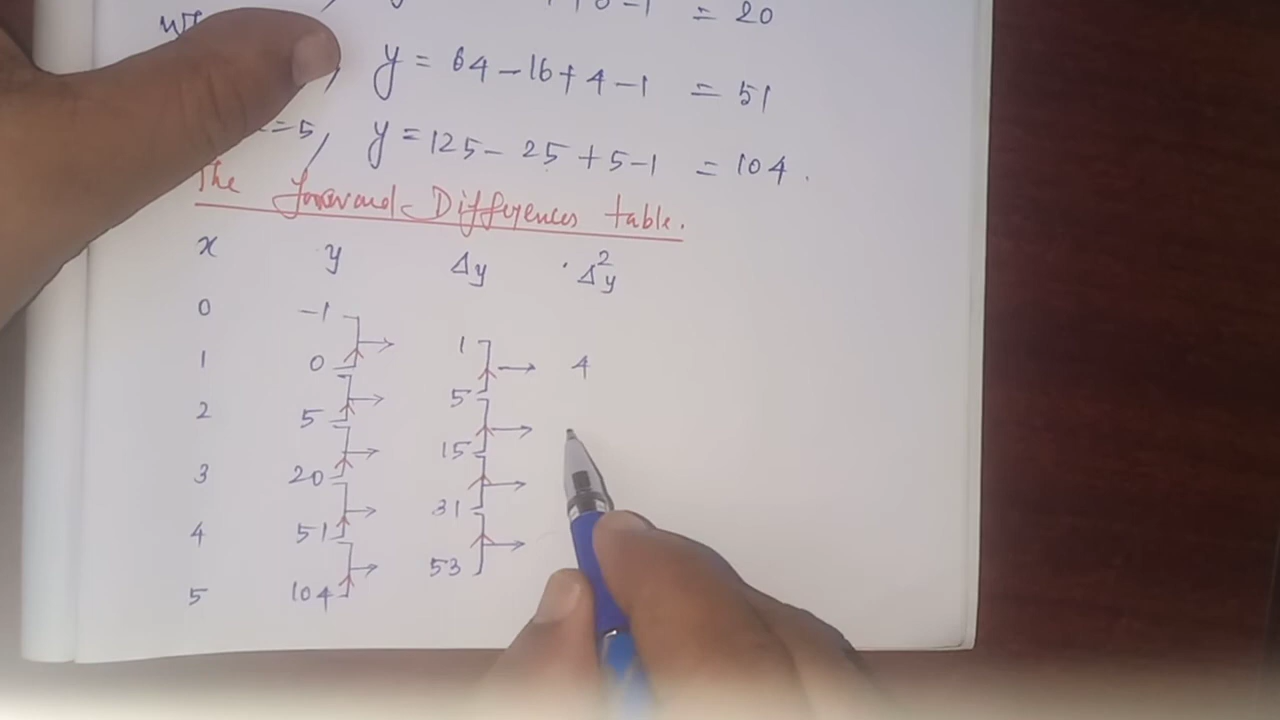 = 20
y = 64 - 16 + 4 - 1 = 51
=5, y = 125 - 25 + 5 - 1 = 104.
The forward Differences table.
x y Δy Δ²y
0 -1
1
1 0 4
5
2 5
15
3 20
31
4 51
53
5 104